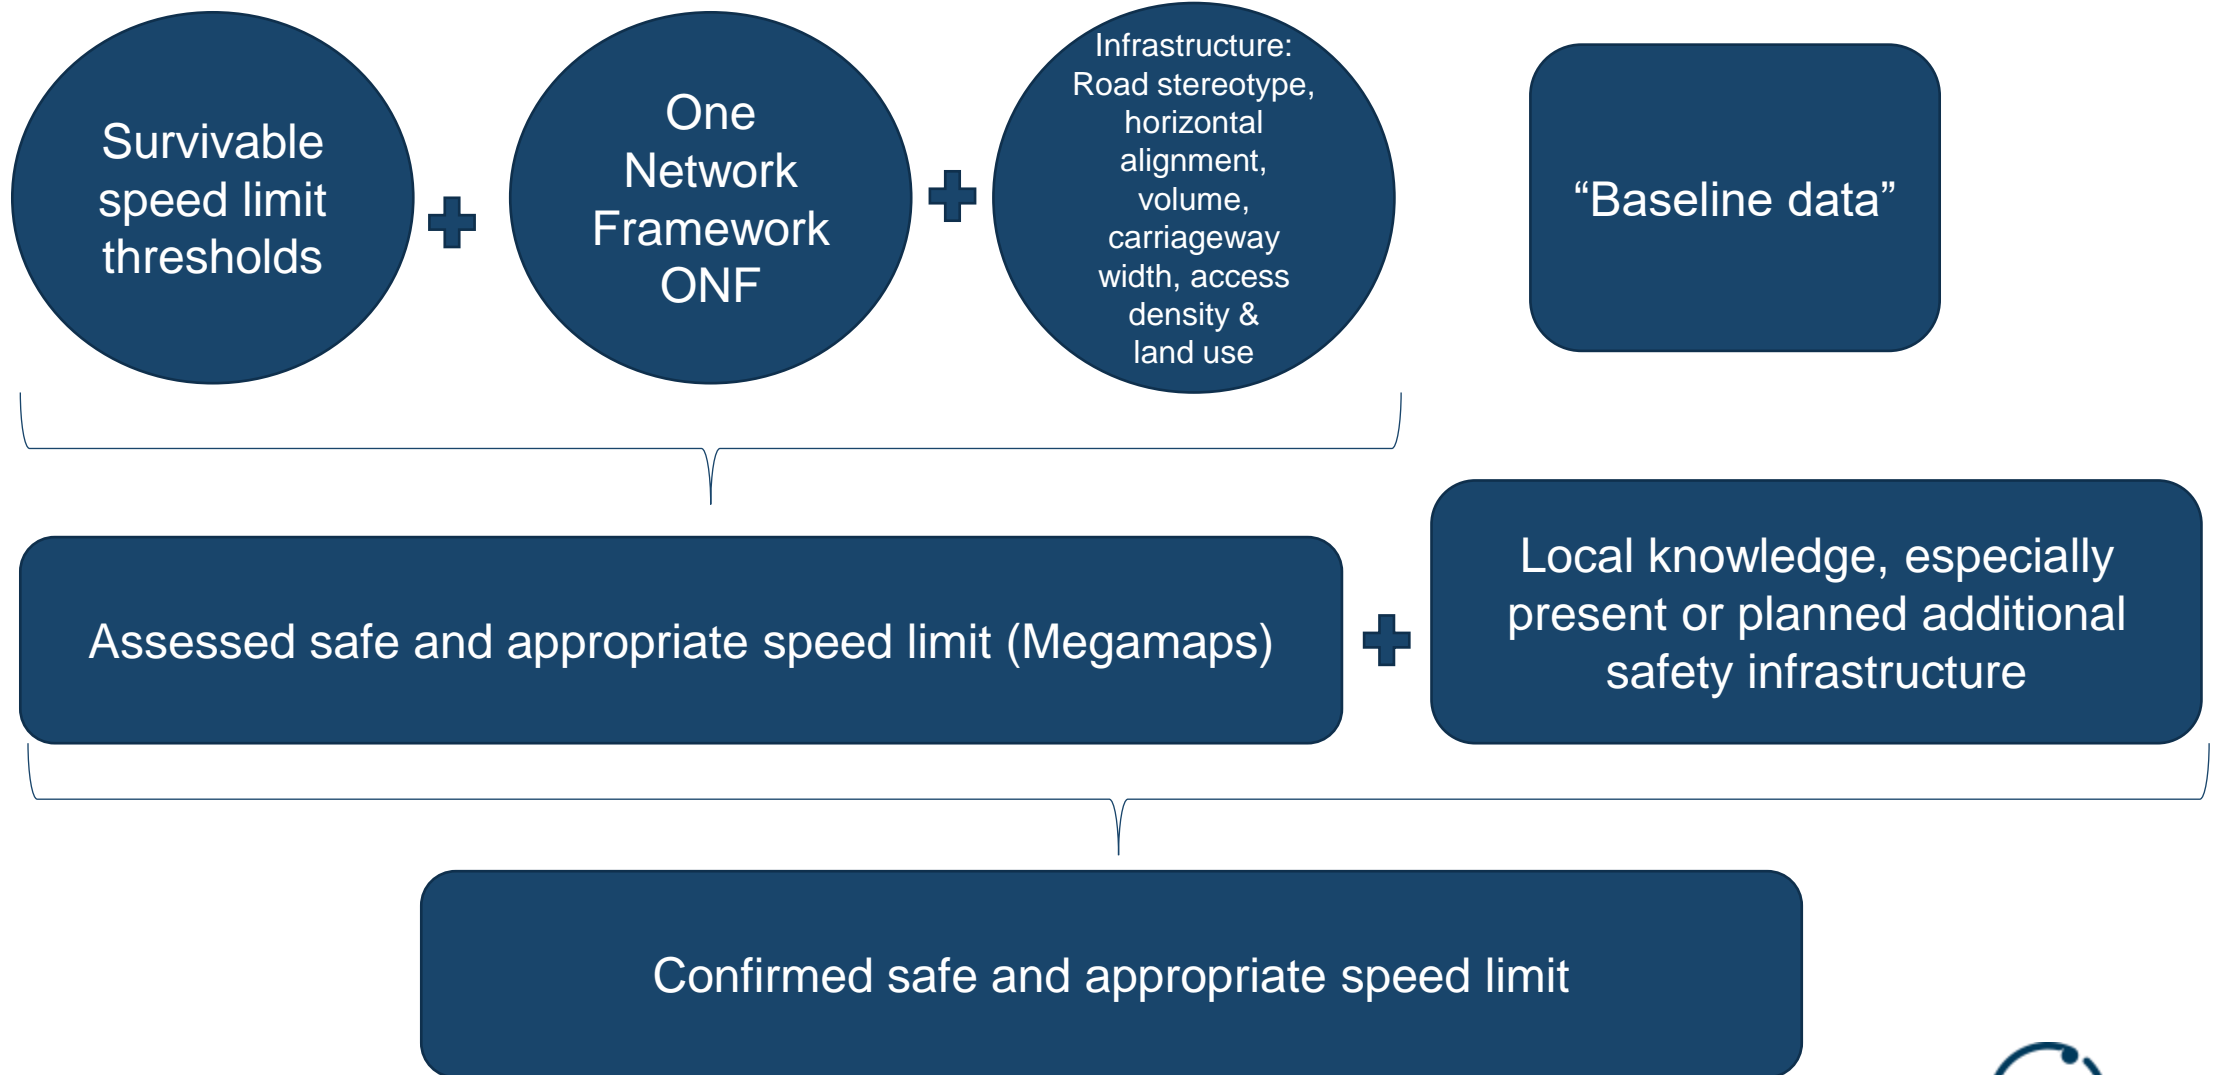 Survivable
speed limit
thresholds
One
Network
Framework
ONF
Infrastructure:
Road stereotype,
horizontal
alignment,
volume,
carriageway
width, access
density &
land use
“Baseline data”
Assessed safe and appropriate speed limit (Megamaps)
Local knowledge, especially
present or planned additional
safety infrastructure
Confirmed safe and appropriate speed limit